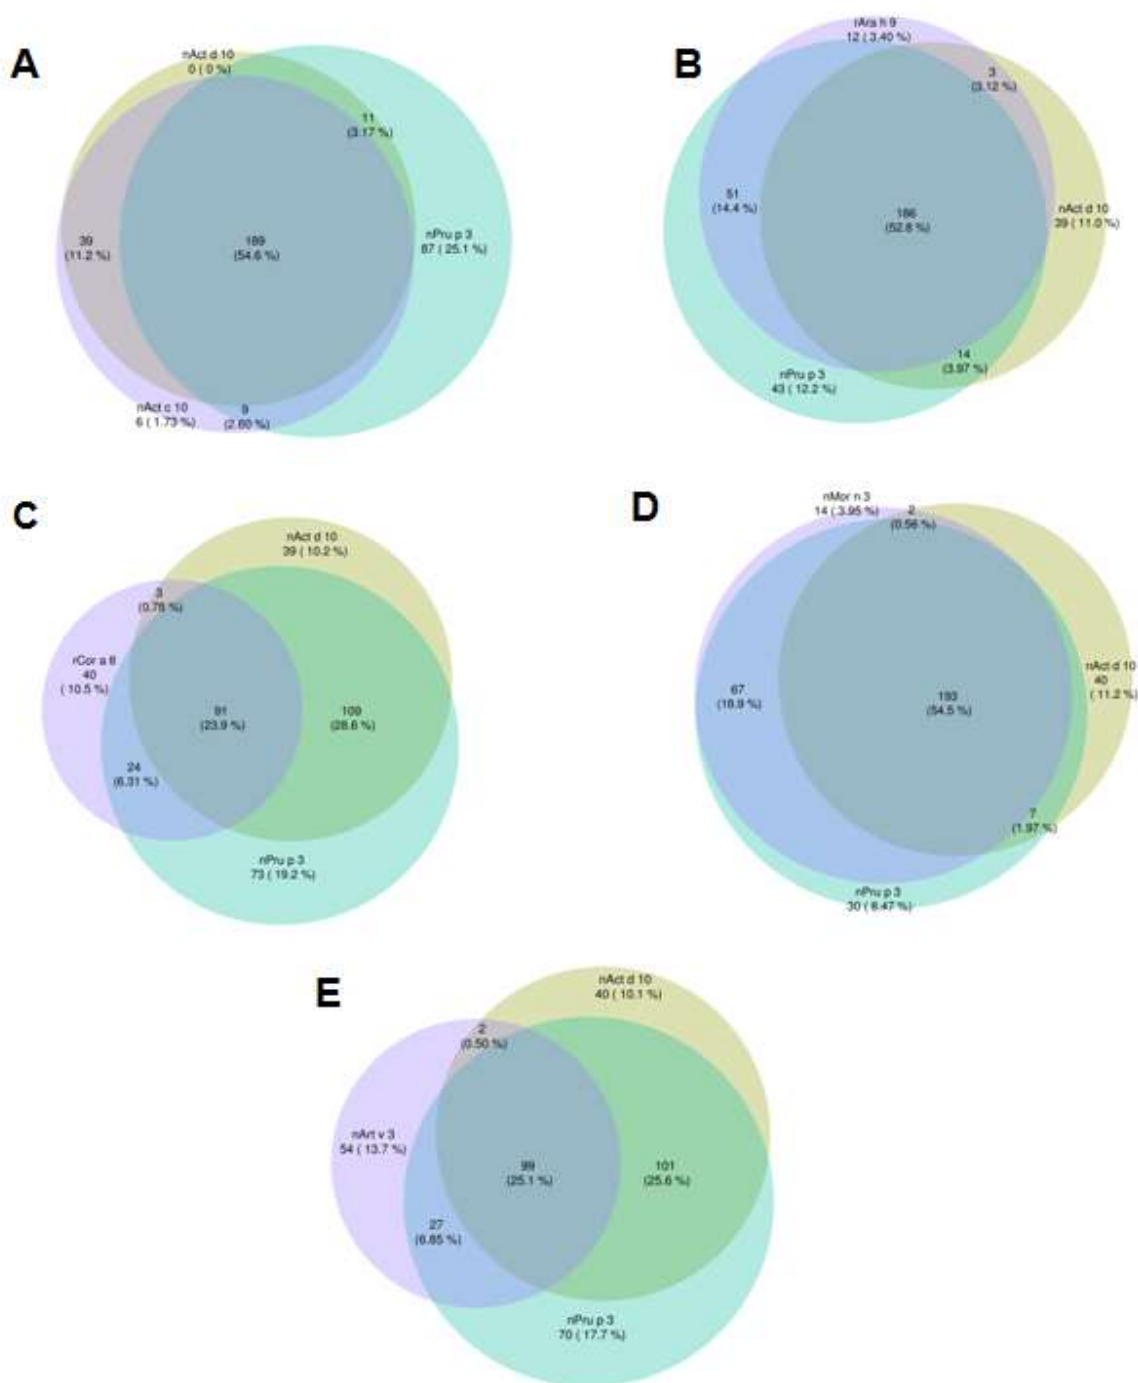 A
nAct d 10
0 ( 0 %)
11
(3.17 %)
39
(11.2 %)
189
(54.6 %)
nPru p 3
87 ( 25.1 %)
nAct c 10
6 ( 1.73 %)
9
(2.60 %)
B
rAra h 9
12 ( 3.40 %)
3
(3.12 %)
51
(14.4 %)
186
(52.8 %)
nAct d 10
39 ( 11.0 %)
14
(3.97 %)
nPru p 3
43 ( 12.2 %)
C
nAct d 10
39 ( 10.2 %)
3
(0.78 %)
rCor a 8
40
( 10.5 %)
91
(23.9 %)
109
(28.6 %)
24
(6.31 %)
nPru p 3
73 ( 19.2 %)
D
nMor n 3
14 ( 3.95 %)
2
(0.56 %)
67
(18.9 %)
193
(54.5 %)
nAct d 10
40
( 11.2 %)
7
(1.97 %)
nPru p 3
30 ( 8.47 %)
E
nAct d 10
40 ( 10.1 %)
2
(0.50 %)
nArt v 3
54 ( 13.7 %)
99
(25.1 %)
101
(25.6 %)
27
(6.85 %)
nPru p 3
70 ( 17.7 %)